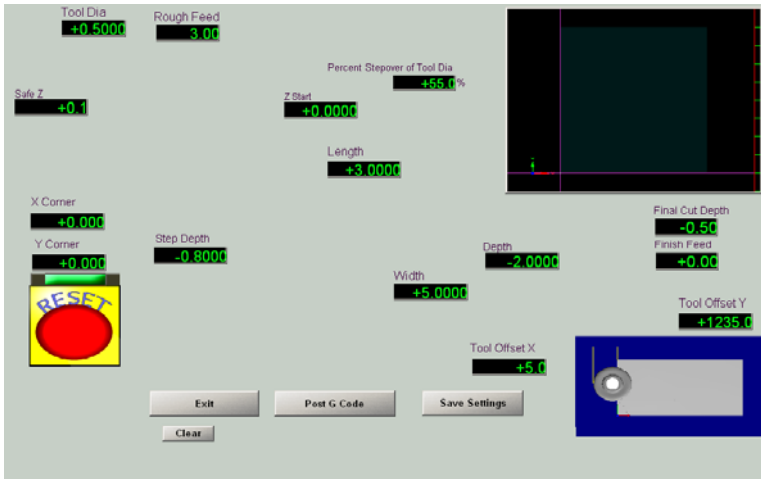 Tool Dia
+0.5000
Rough Feed
3.00
Percent Stepover of Tool Dia
+55.0%
Safe Z
+0.1
Z Start
+0.0000
Length
+3.0000
X Corner
+0.000
Y Corner
+0.000
Step Depth
-0.8000
Final Cut Depth
-0.50
Finish Feed
+0.00
Depth
-2.0000
Width
+5.0000
Tool Offset Y
+1235.0
Tool Offset X
+5.0
RESET
Exit
Post G Code
Save Settings
Clear